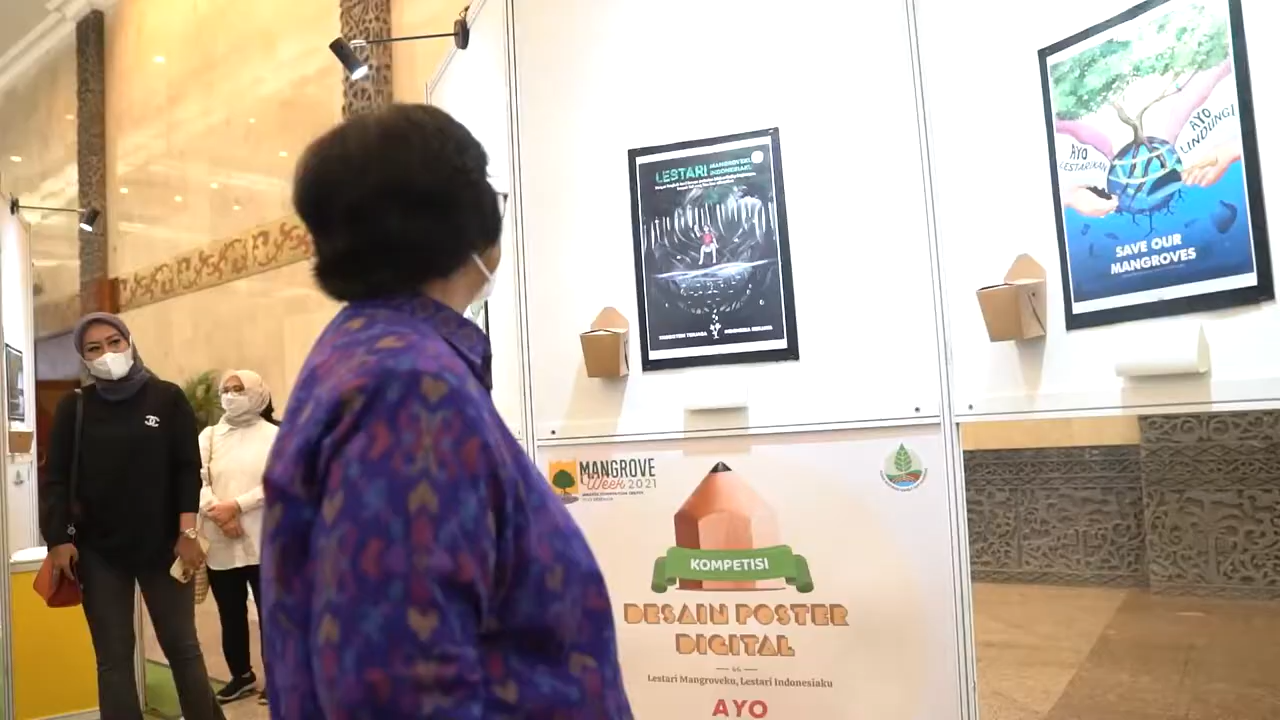 LESTARI MANGROVEKU
INDONESIAKU
INDONESIA
AYO
LESTARIKAN
AYO
LINDUNGI
SAVE OUR
MANGROVES
MANGROVE
Week 2021
KOMPETISI
DESAIN POSTER
DIGITAL
Lestari Mangroveku, Lestari Indonesiaku
AYO